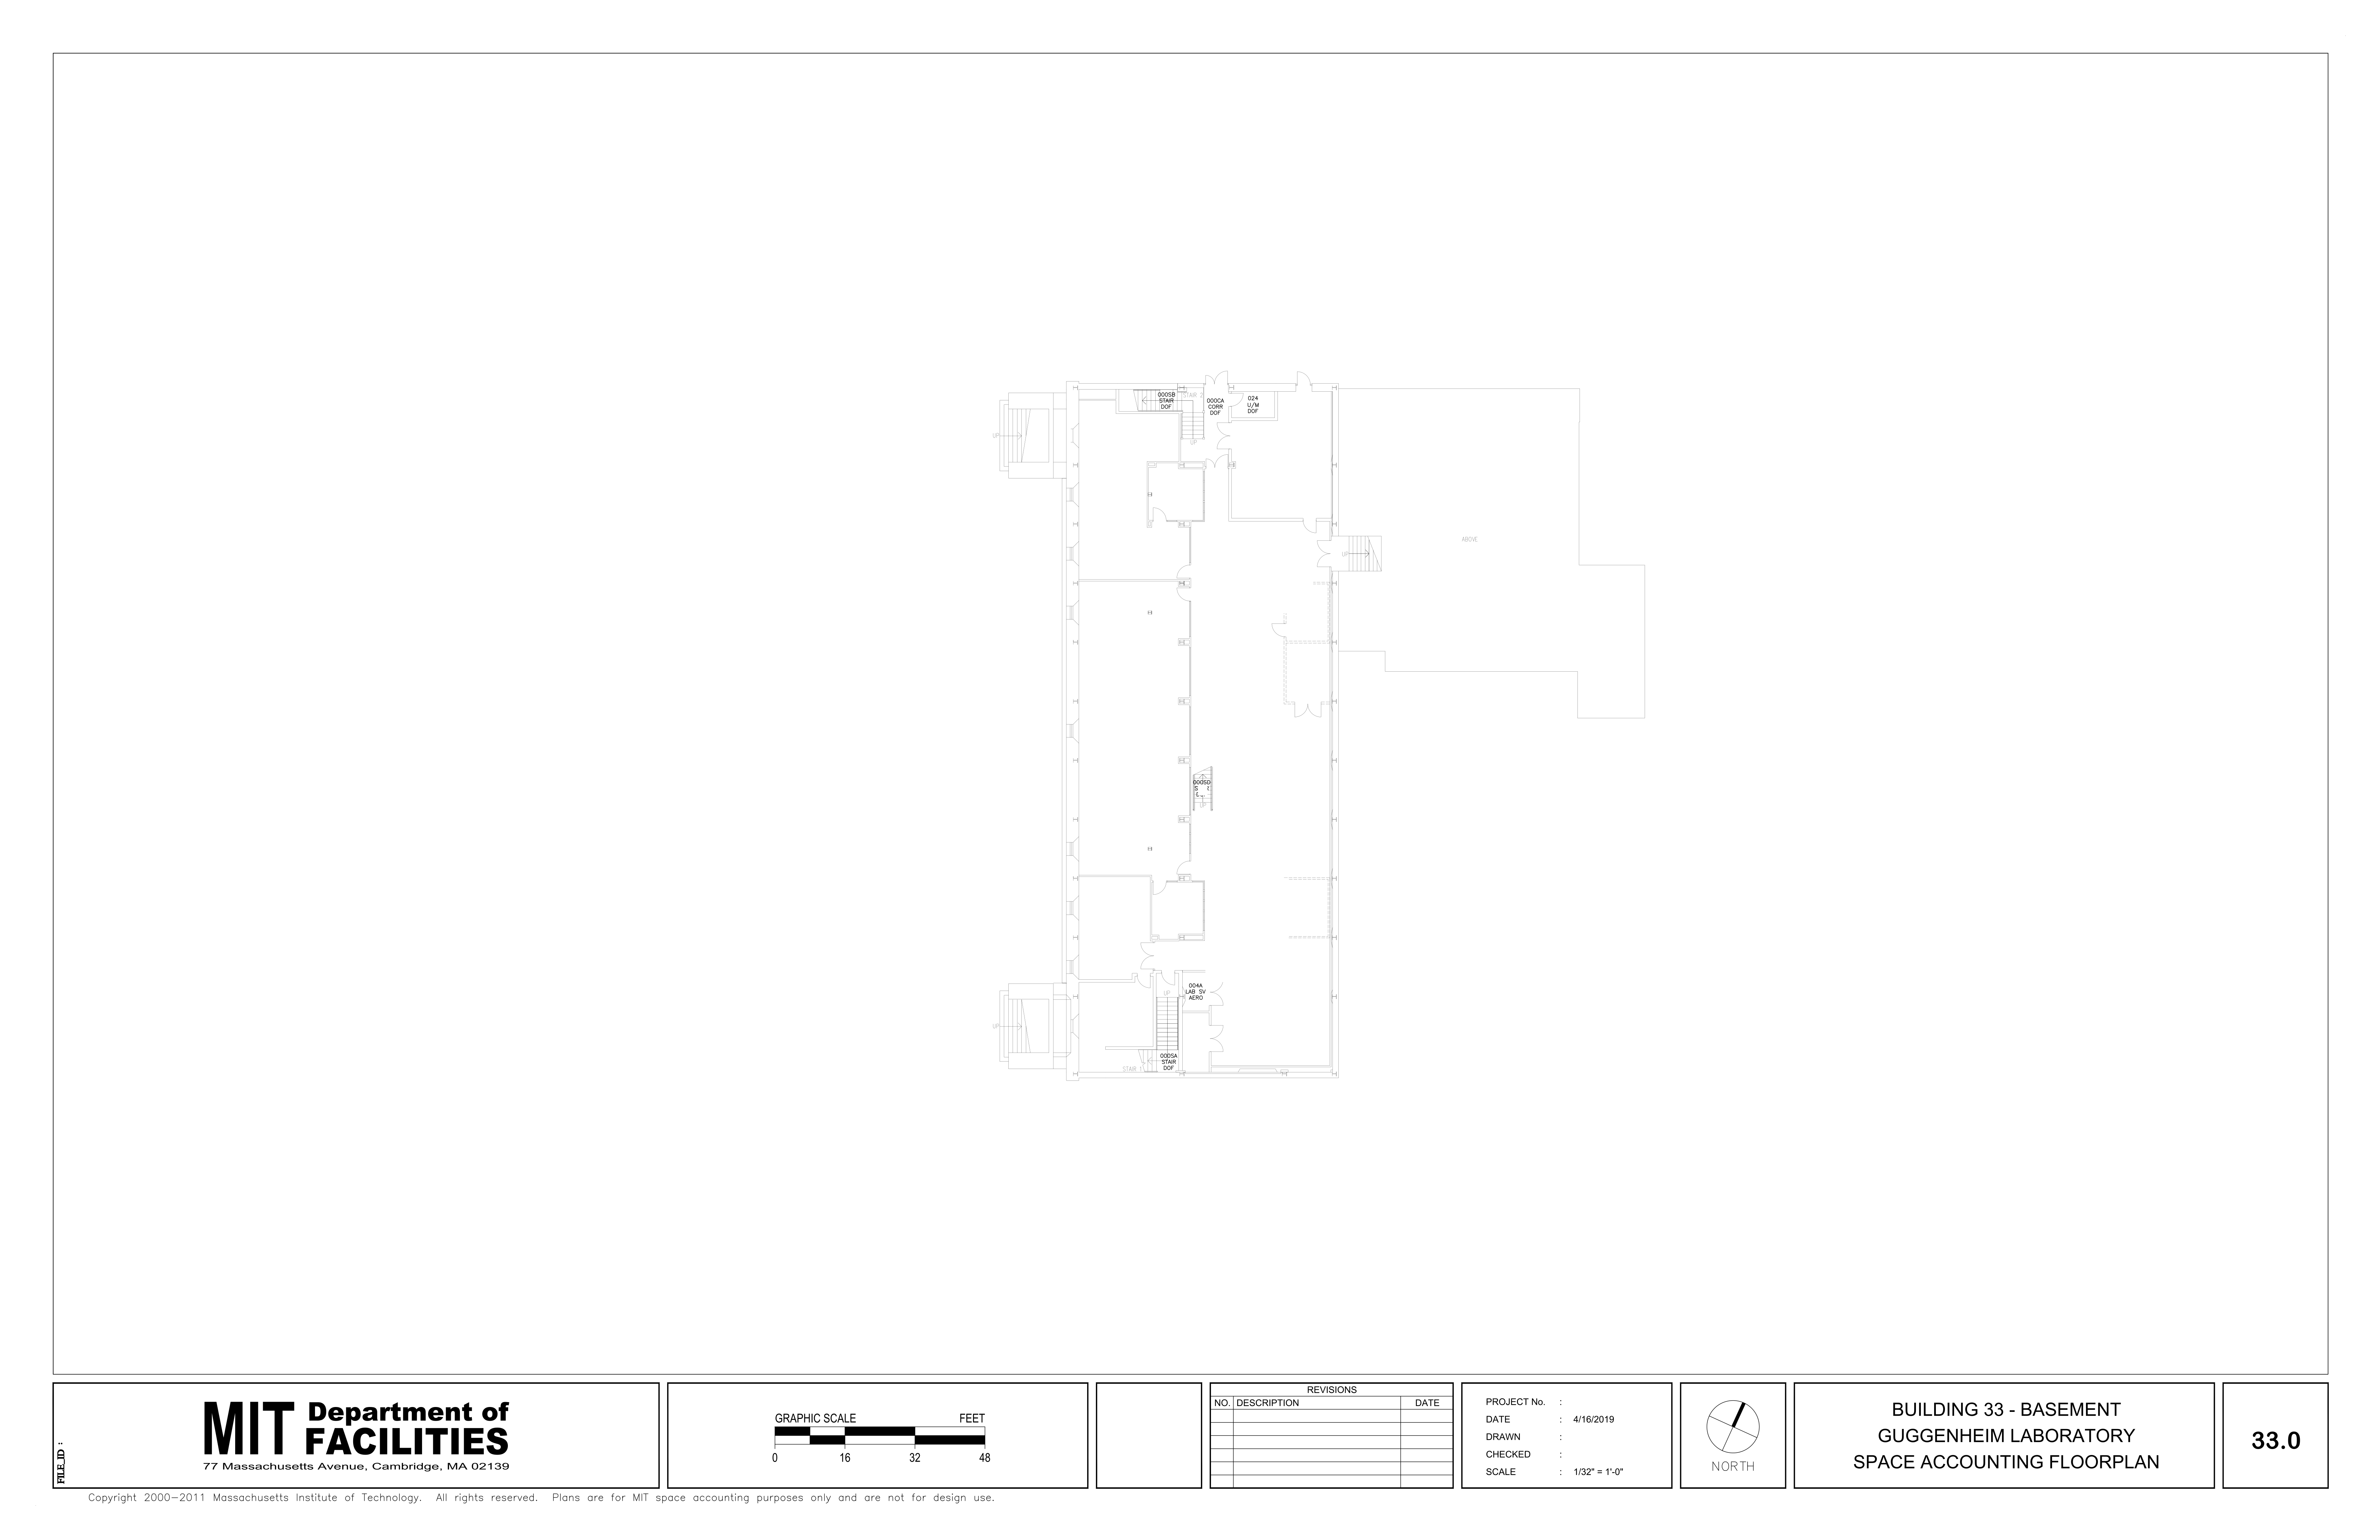 000SB
STAIR
DOF
STAIR 2
000CA
CORR
DOF
024
U/M
DOF
UP
UP
UP
ABOVE
000SD
UP
004A
LAB SV
AERO
UP
UP
000SA
STAIR
DOF
STAIR 1
FILE_ID :
MIT Department of
FACILITIES
77 Massachusetts Avenue, Cambridge, MA 02139
GRAPHIC SCALE FEET
0 16 32 48
REVISIONS
NO. DESCRIPTION DATE
PROJECT No. :
DATE : 4/16/2019
DRAWN :
CHECKED :
SCALE : 1/32" = 1'-0"
NORTH
BUILDING 33 - BASEMENT
GUGGENHEIM LABORATORY
SPACE ACCOUNTING FLOORPLAN
33.0
Copyright 2000-2011 Massachusetts Institute of Technology. All rights reserved. Plans are for MIT space accounting purposes only and are not for design use.